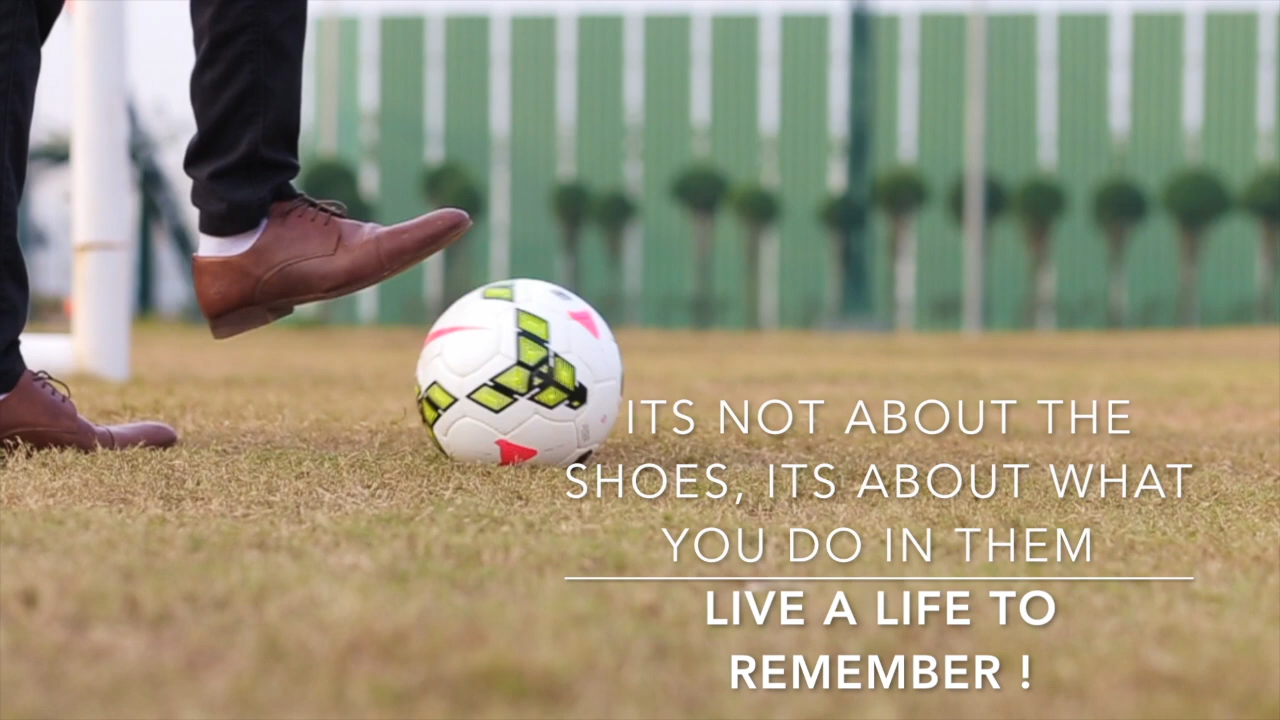 ITS NOT ABOUT THE
SHOES, ITS ABOUT WHAT
YOU DO IN THEM
LIVE A LIFE TO
REMEMBER !